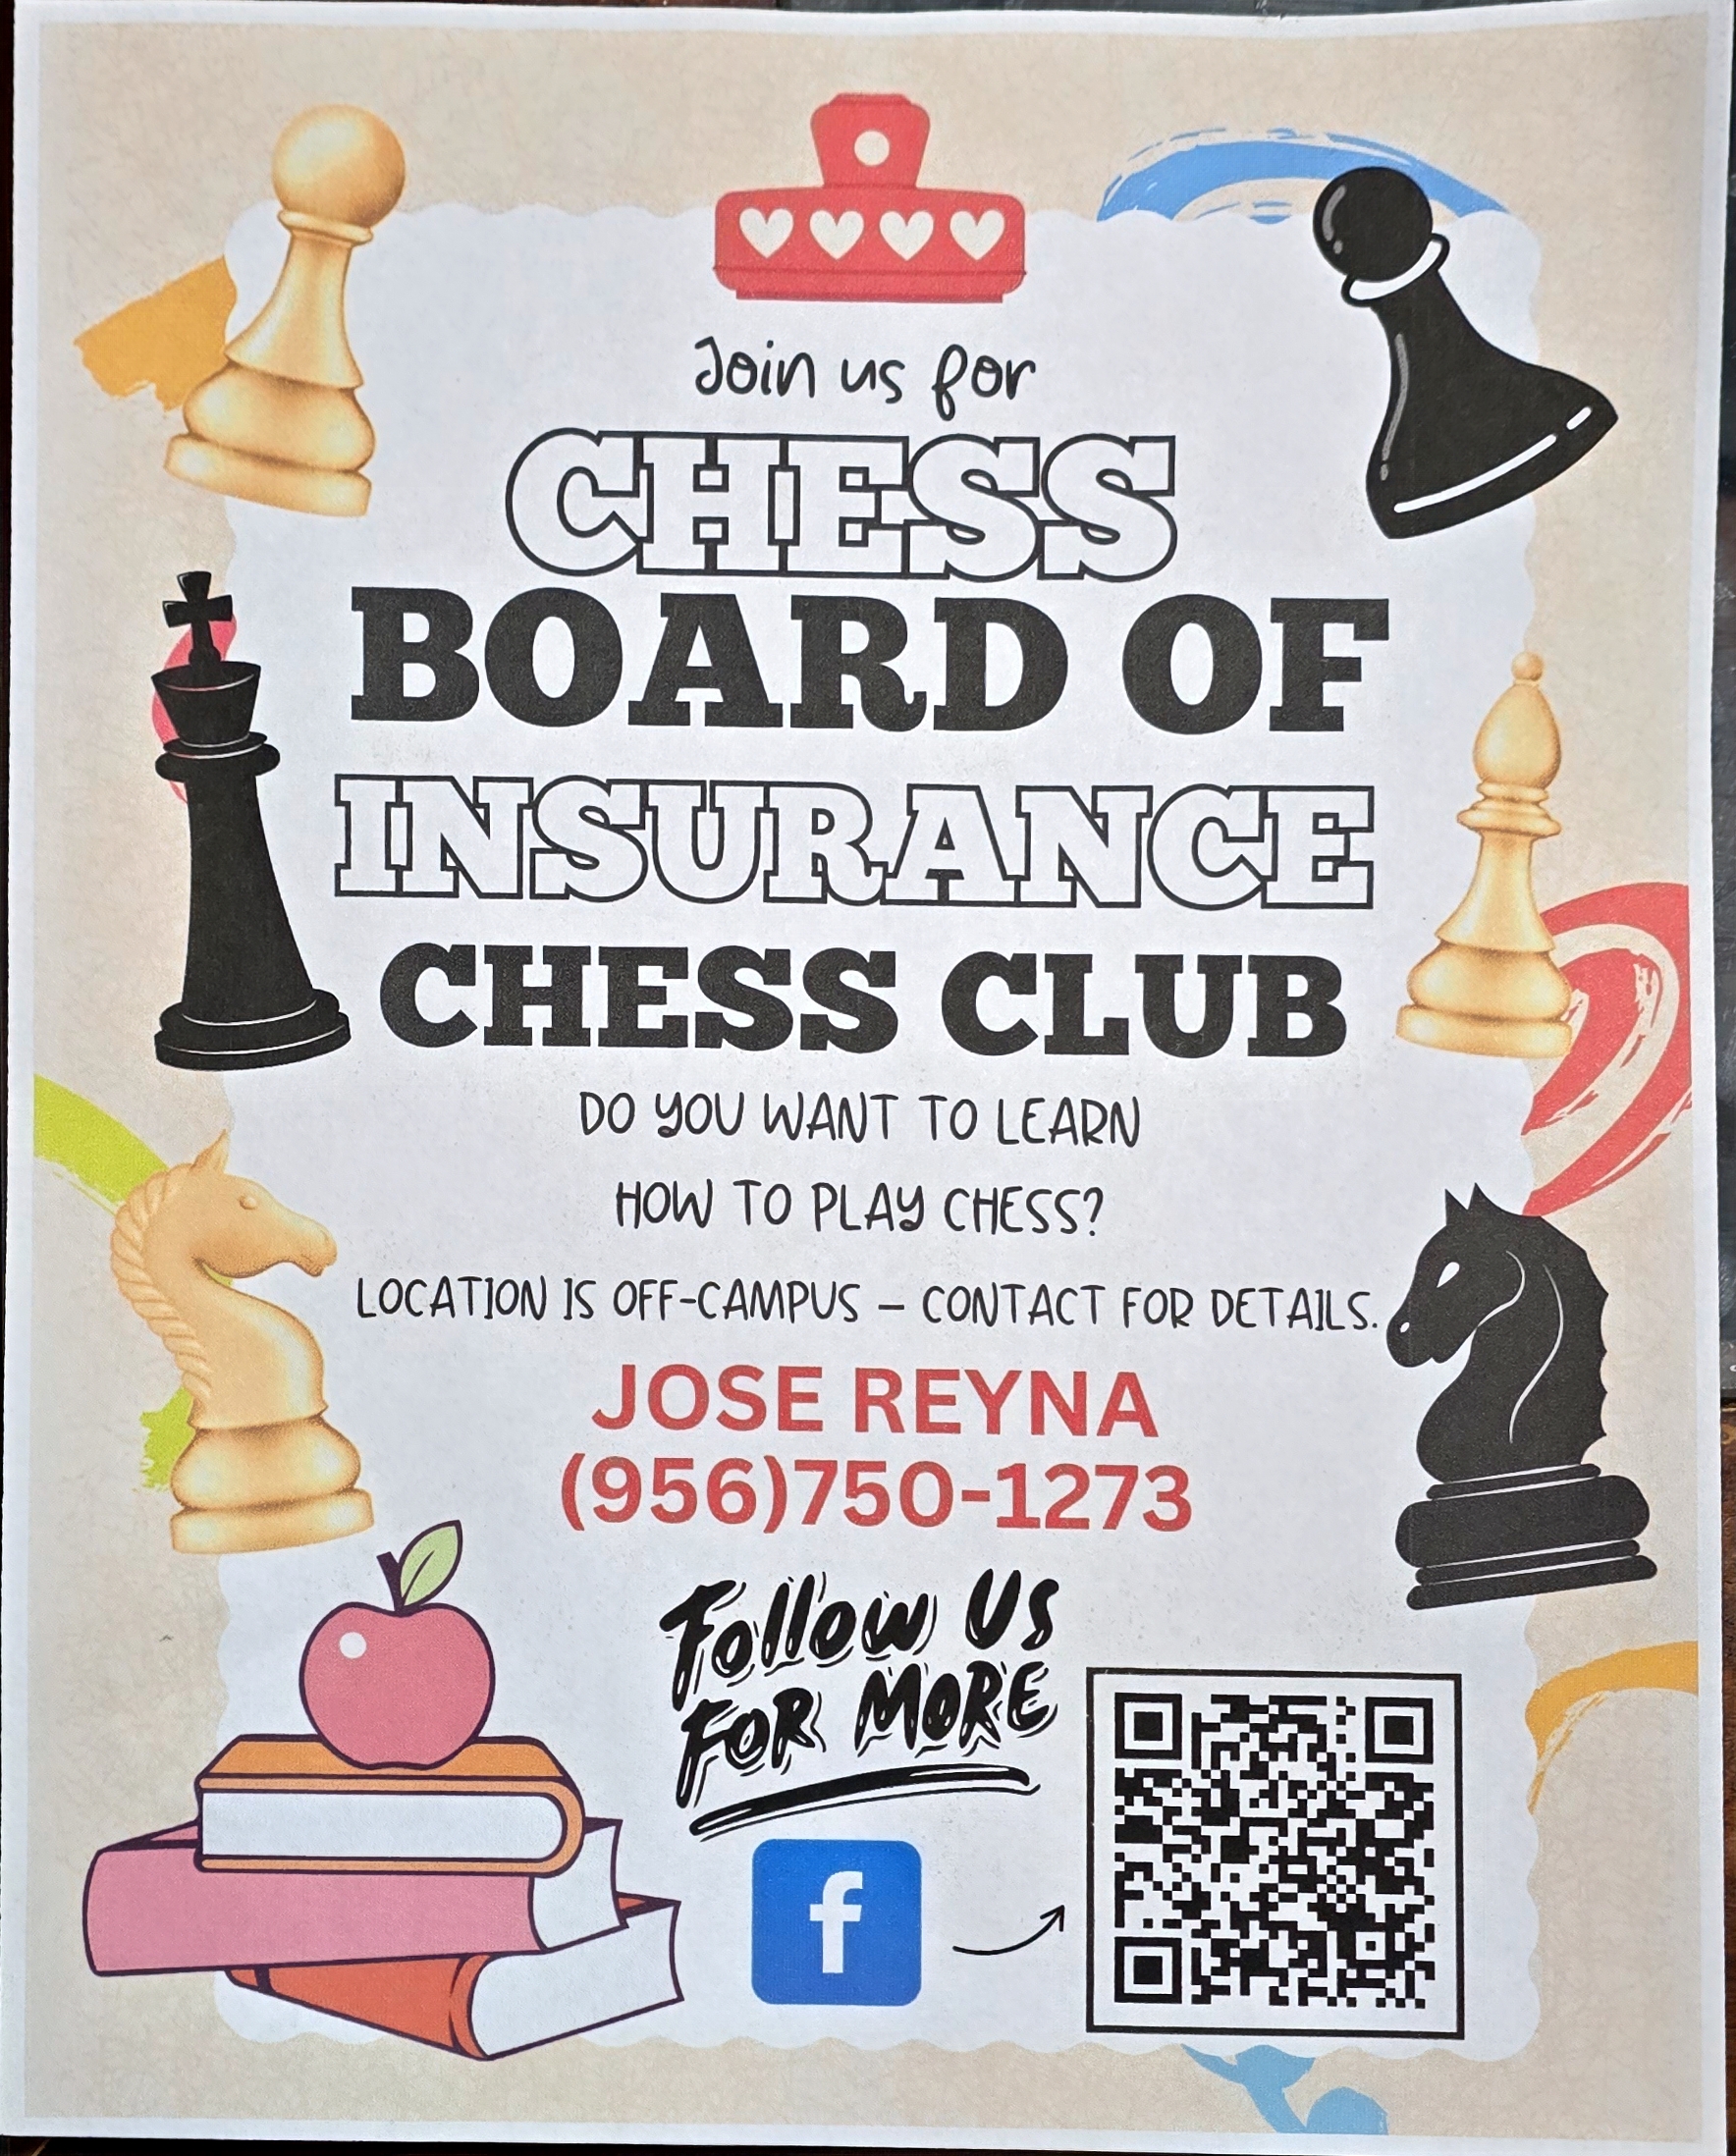 Join us for
CHESS
BOARD OF
INSURANCE
CHESS CLUB
DO YOU WANT TO LEARN
HOW TO PLAY CHESS?
LOCATION IS OFF-CAMPUS – CONTACT FOR DETAILS.
JOSE REYNA
(956)750-1273
Follow Us
FOR MORE
f